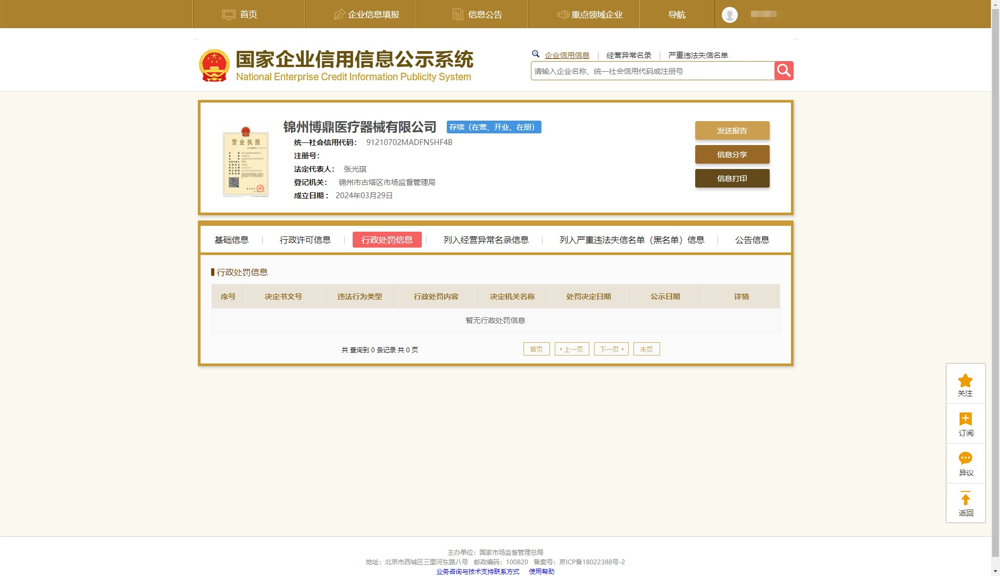 首页
企业信息填报
信息公告
重点领域企业
导航
国家企业信用信息公示系统
National Enterprise Credit Information Publicity System
企业信用信息 | 经营异常名录 | 严重违法失信名单
请输入企业名称、统一社会信用代码或注册号
营业执照
锦州博鼎医疗器械有限公司 存续（在营、开业、在册）
统一社会信用代码： 91210702MADFN5HF4B
注册号：
法定代表人： 张光琪
登记机关： 锦州市古塔区市场监督管理局
成立日期： 2024年03月29日
发送报告
信息分享
信息打印
基础信息 行政许可信息 行政处罚信息 列入经营异常名录信息 列入严重违法失信名单（黑名单）信息 公告信息
行政处罚信息
序号 决定书文号 违法行为类型 行政处罚内容 决定机关名称 处罚决定日期 公示日期 详情
暂无行政处罚信息
共 查询到 0 条记录 共 0 页 首页 上一页 下一页 末页
关注
订阅
异议
返回
主办单位：国家市场监督管理总局
地址：北京市西城区三里河东路八号 邮政编码：100820 备案号：京ICP备18022388号-2
业务咨询与技术支持联系方式 使用帮助